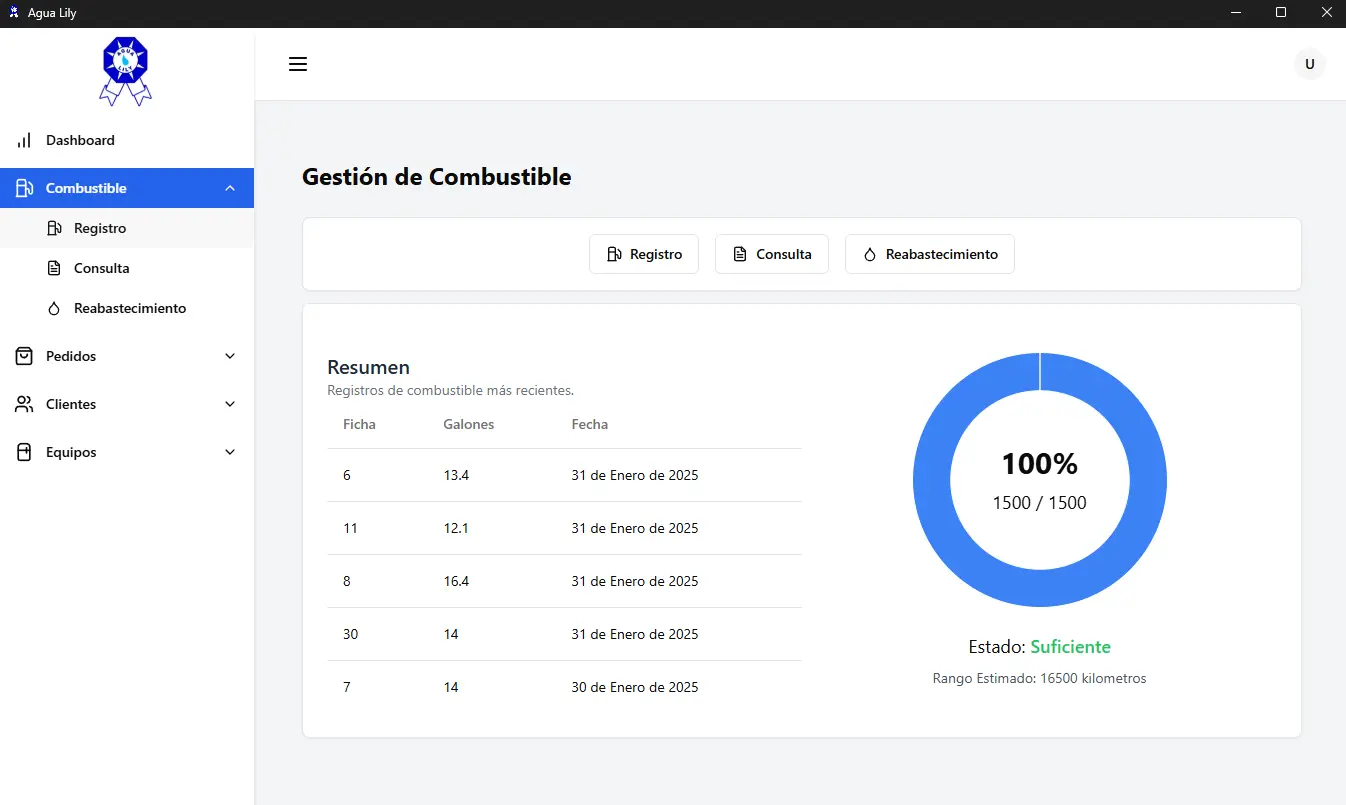 Agua Lily
AGUA
LILY
U
Dashboard
Combustible
Registro
Consulta
Reabastecimiento
Pedidos
Clientes
Equipos
Gestión de Combustible
Registro Consulta Reabastecimiento
Resumen
Registros de combustible más recientes.
Ficha Galones Fecha
6 13.4 31 de Enero de 2025
11 12.1 31 de Enero de 2025
8 16.4 31 de Enero de 2025
30 14 31 de Enero de 2025
7 14 30 de Enero de 2025
100%
1500 / 1500
Estado: Suficiente
Rango Estimado: 16500 kilometros